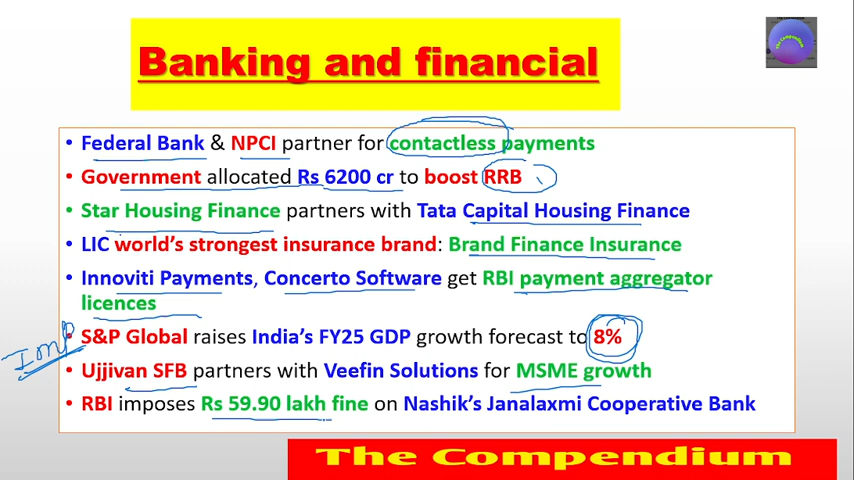 Banking and financial
The Compendium
• Federal Bank & NPCI partner for contactless payments
• Government allocated Rs 6200 cr to boost RRB
• Star Housing Finance partners with Tata Capital Housing Finance
• LIC world's strongest insurance brand: Brand Finance Insurance
• Innoviti Payments, Concerto Software get RBI payment aggregator
licences
• S&P Global raises India's FY25 GDP growth forecast to 8%
Imp
• Ujjivan SFB partners with Veefin Solutions for MSME growth
• RBI imposes Rs 59.90 lakh fine on Nashik's Janalaxmi Cooperative Bank
The Compendium